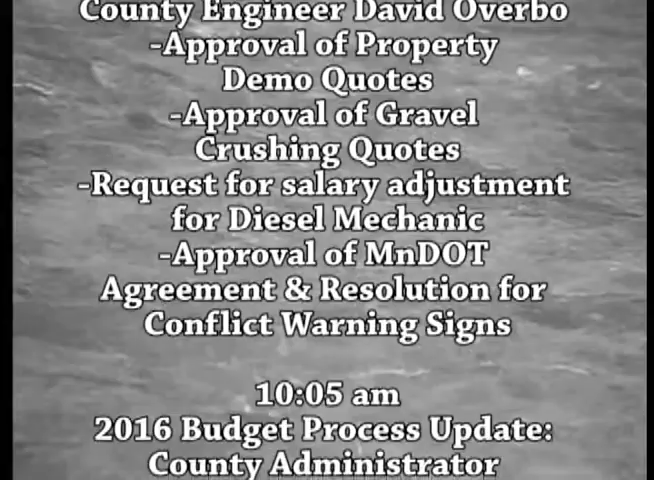 County Engineer David Overbo
-Approval of Property
Demo Quotes
-Approval of Gravel
Crushing Quotes
-Request for salary adjustment
for Diesel Mechanic
-Approval of MnDOT
Agreement & Resolution for
Conflict Warning Signs
10:05 am
2016 Budget Process Update:
County Administrator